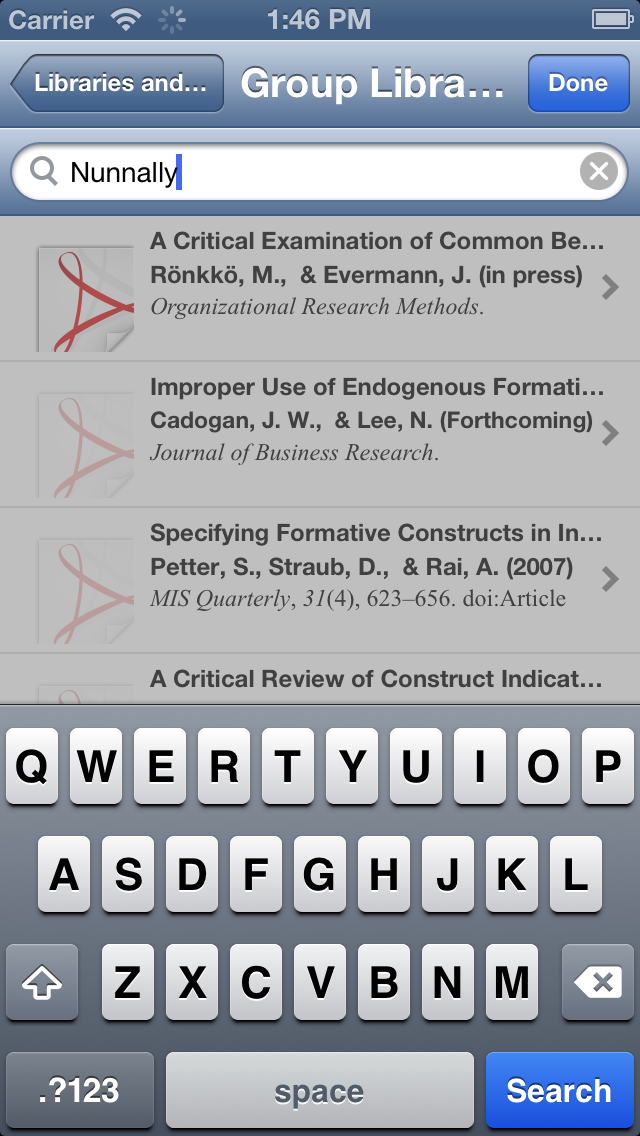 Carrier 1:46 PM
Libraries and... Group Libra... Done
Nunnally
A Critical Examination of Common Be...
Rönkkö, M.,  & Evermann, J. (in press)
Organizational Research Methods.
Improper Use of Endogenous Formati...
Cadogan, J. W.,  & Lee, N. (Forthcoming)
Journal of Business Research.
Specifying Formative Constructs in In...
Petter, S., Straub, D.,  & Rai, A. (2007)
MIS Quarterly, 31(4), 623–656. doi:Article
A Critical Review of Construct Indicat...
Q W E R T Y U I O P
A S D F G H J K L
Z X C V B N M
.?123 space Search